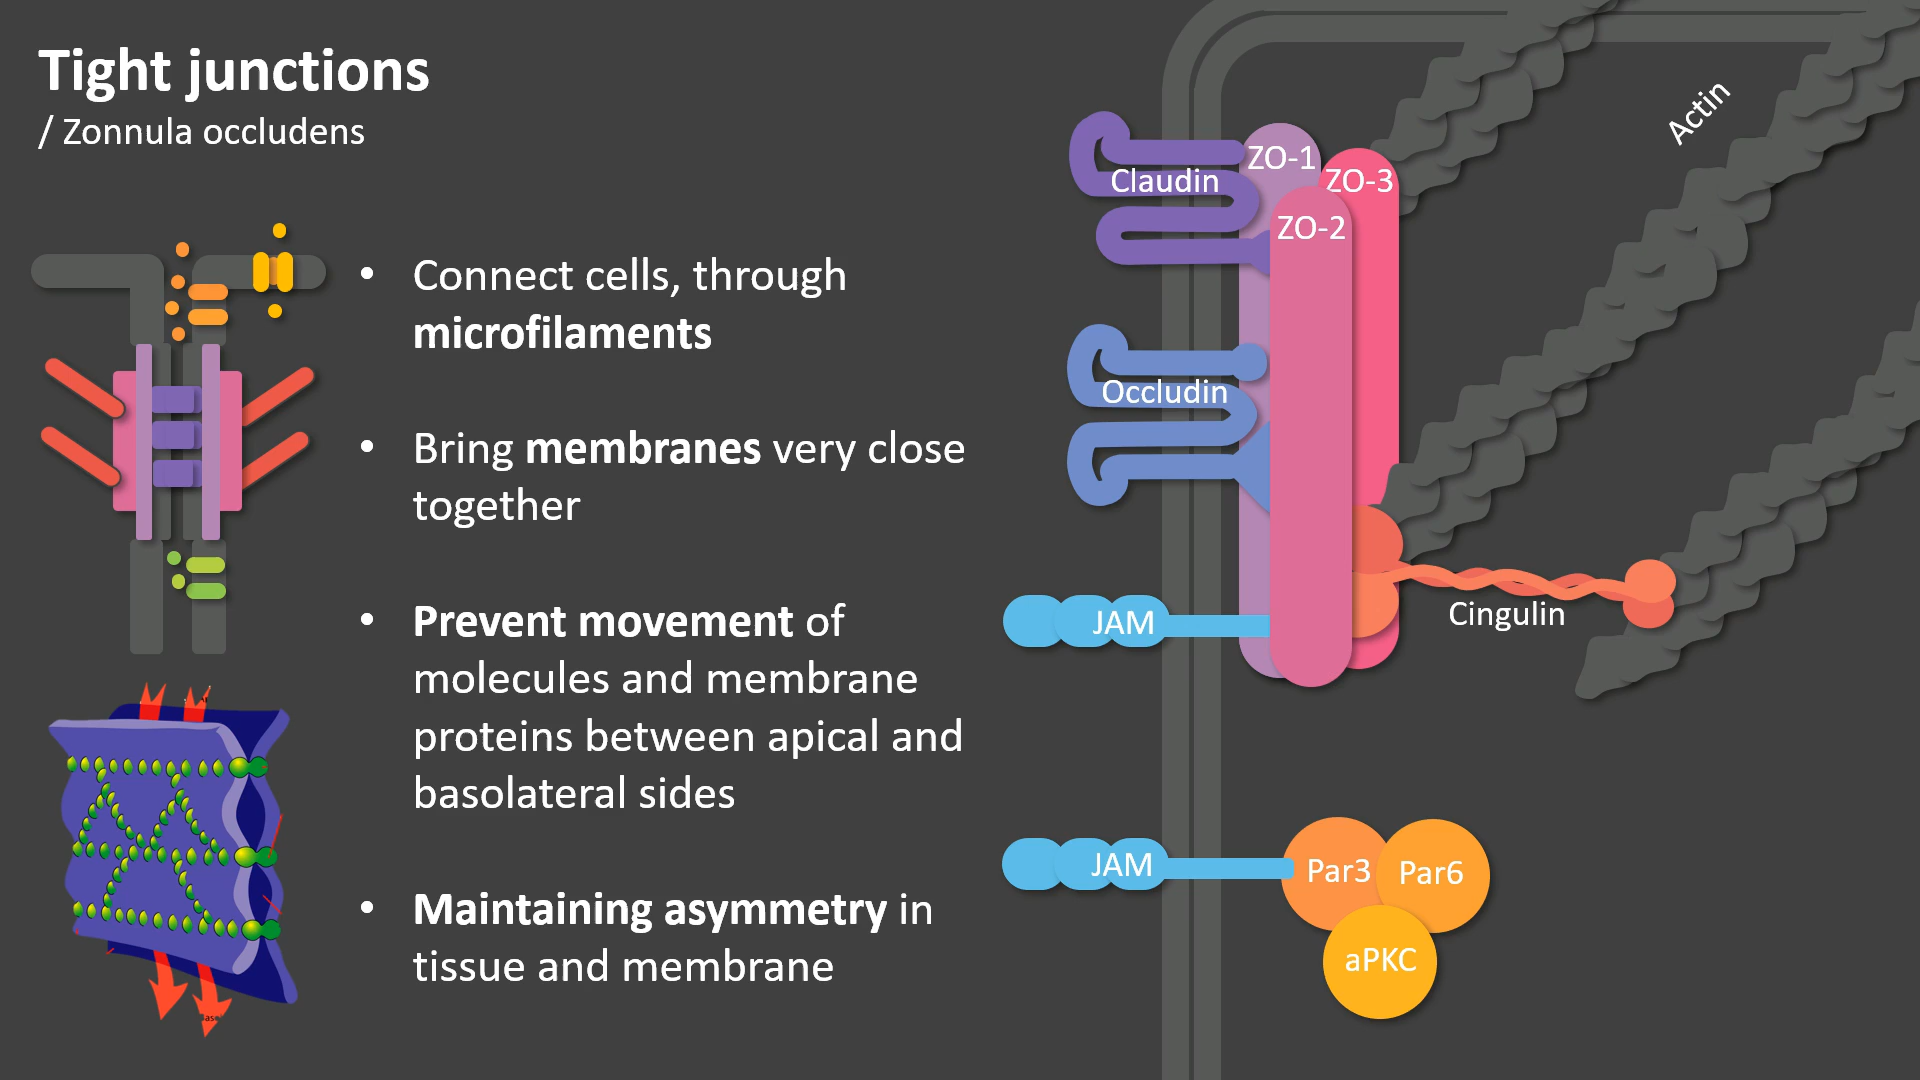 Tight junctions
/ Zonnula occludens
• Connect cells, through
microfilaments
• Bring membranes very close
together
• Prevent movement of
molecules and membrane
proteins between apical and
basolateral sides
• Maintaining asymmetry in
tissue and membrane
Actin
ZO-1
Claudin
ZO-3
ZO-2
Occludin
Cingulin
JAM
JAM
Par3
Par6
aPKC